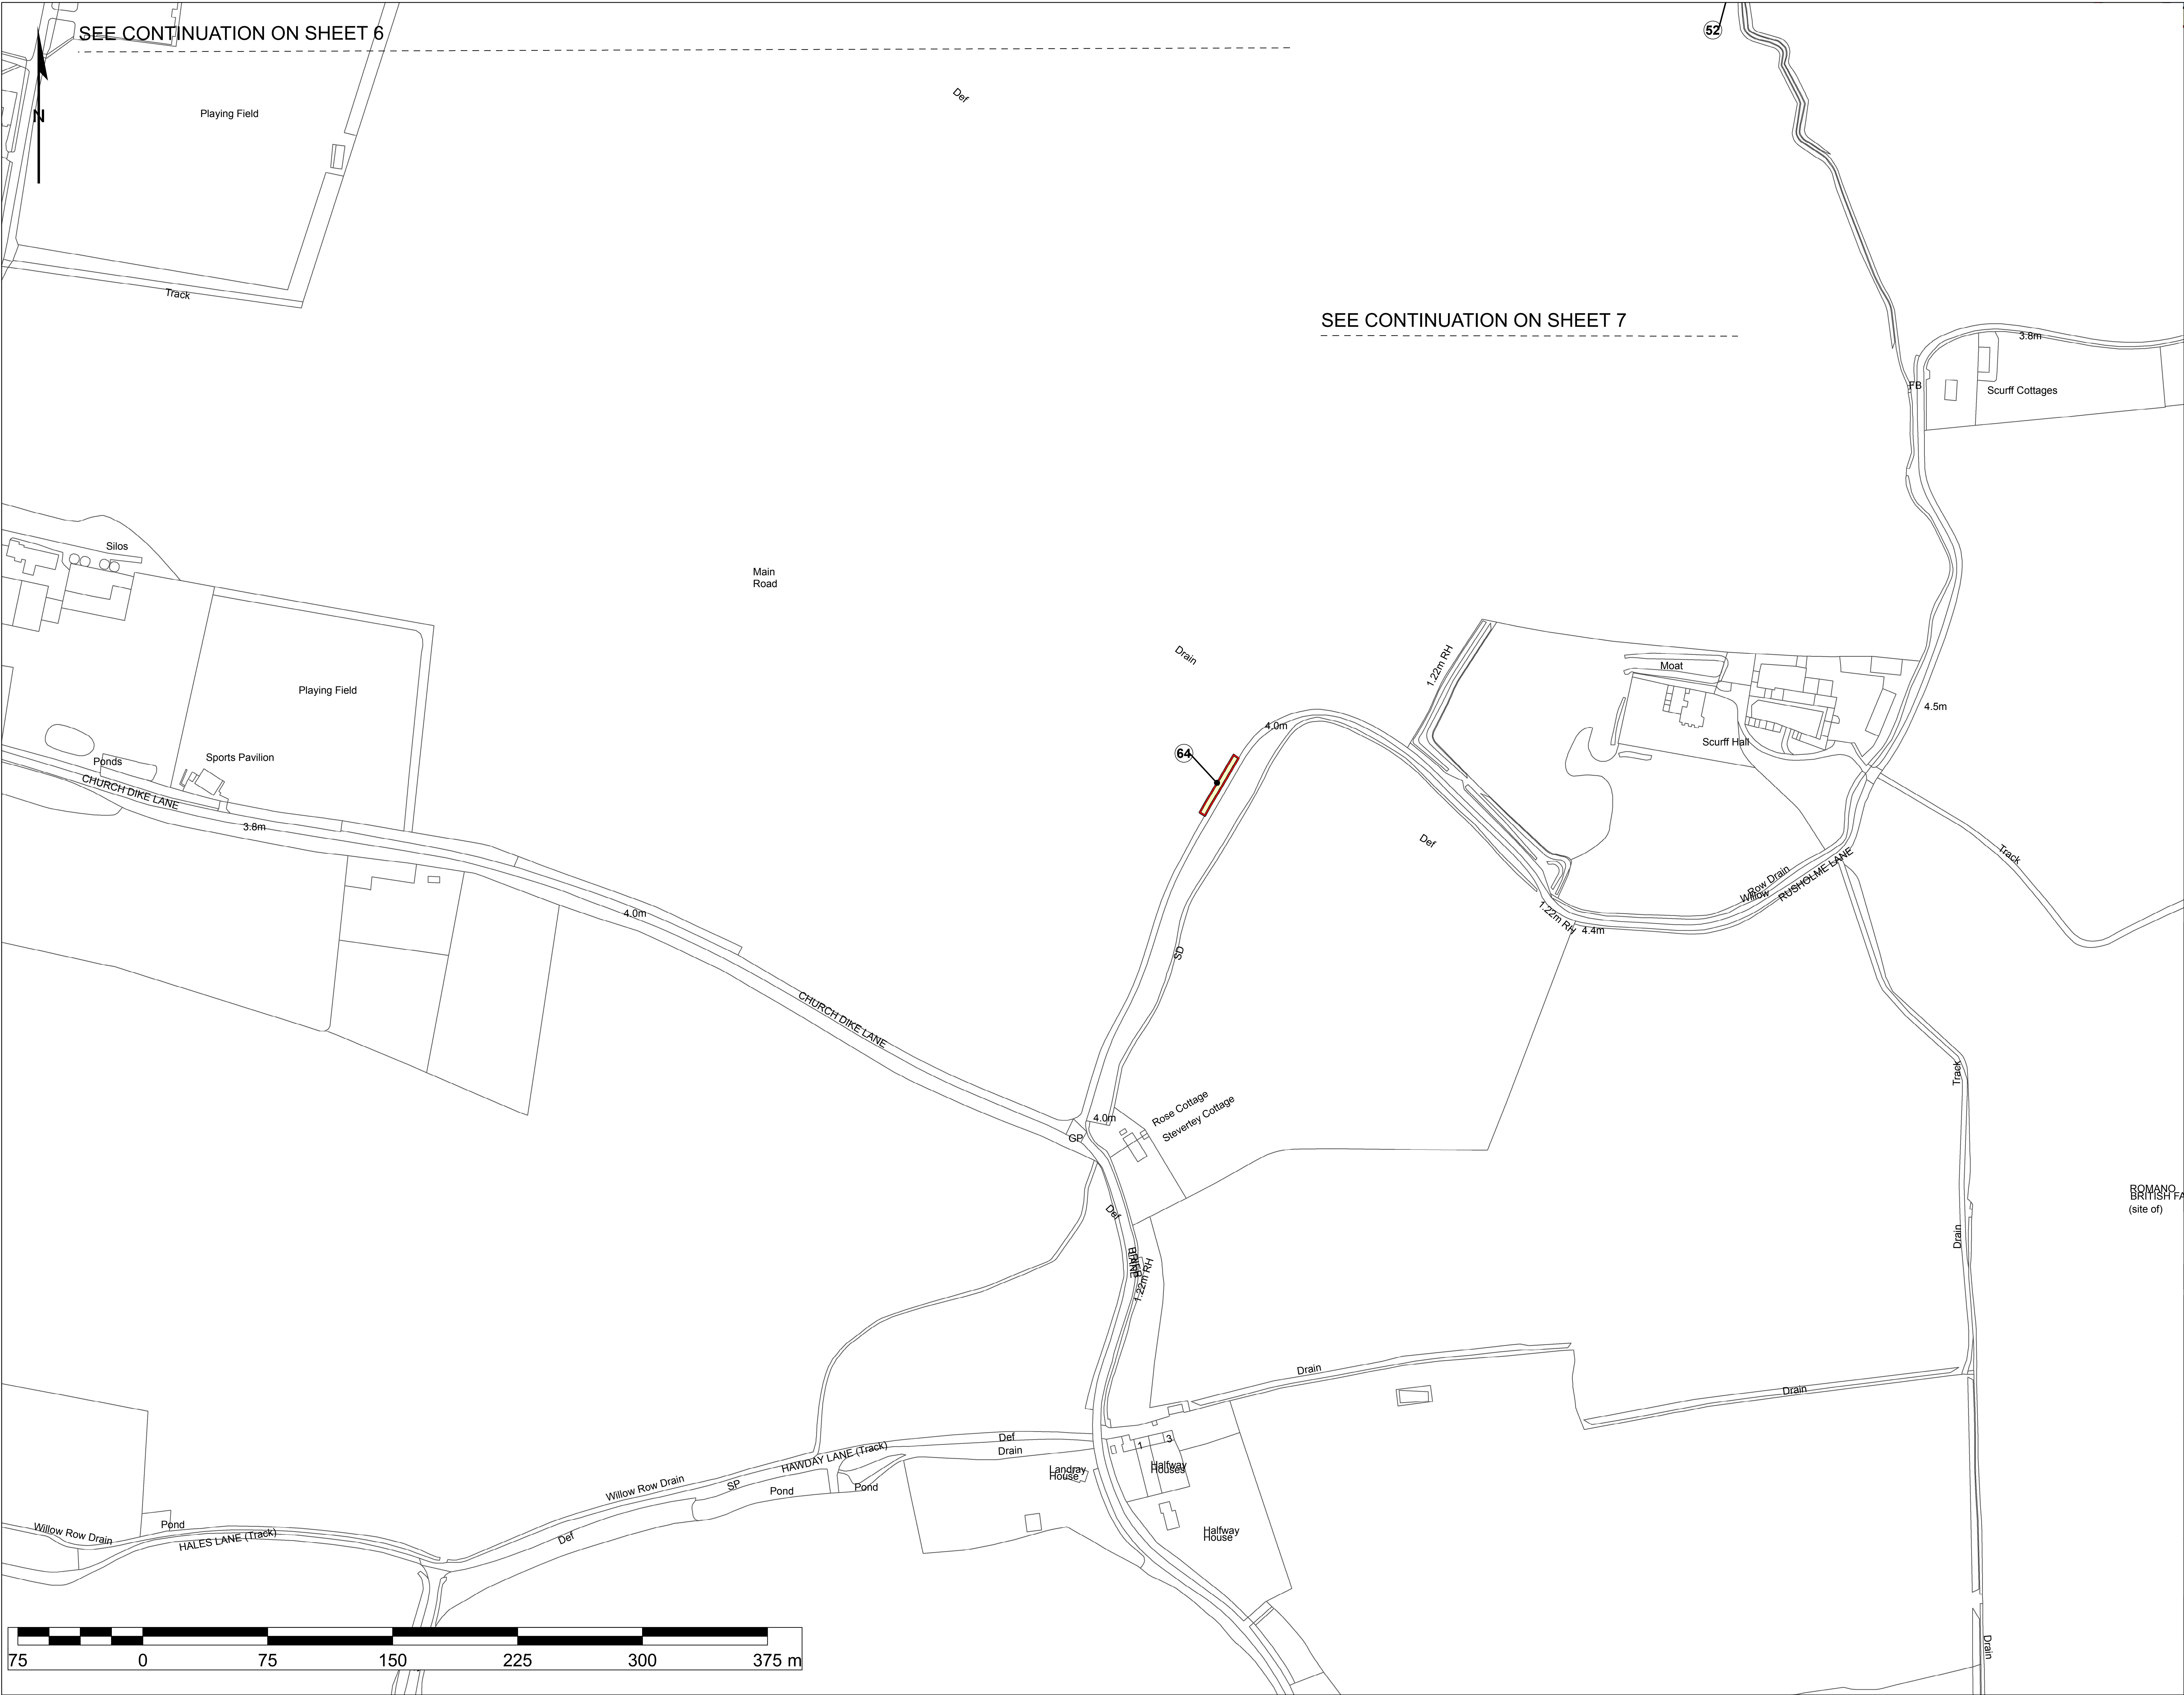 SEE CONTINUATION ON SHEET 6
52
N
Playing Field
Def
Track
SEE CONTINUATION ON SHEET 7
3.8m
FB
Scurff Cottages
Silos
Main
Road
Playing Field
Drain
1.22m RH
Moat
4.5m
4.0m
Scurff Hall
64
Sports Pavilion
Ponds
CHURCH DIKE LANE
3.8m
Def
Track
Willow Row Drain
RUSHOLME LANE
4.0m
1.22m RH
4.4m
SD
CHURCH DIKE LANE
Track
4.0m
Rose Cottage
Stevertey Cottage
GP
ROMANO
BRITISH FA
(site of)
Def
Drain
BRIER
LANE
1.22m RH
Drain
Drain
Def
Drain
HAWDAY LANE (Track)
1
3
Landray
House
Halfway
Houses
Willow Row Drain
SP
Pond
Pond
Willow Row Drain
Pond
HALES LANE (Track)
Def
Halfway
House
Drain
75 0 75 150 225 300 375 m